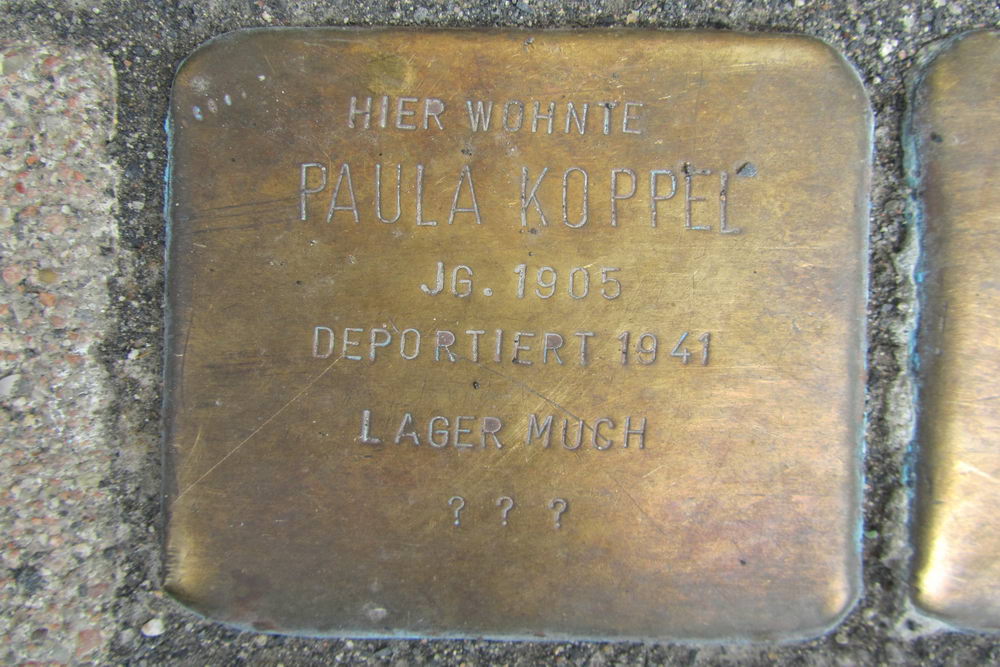 HIER WOHNTE
PAULA KOPPEL
JG. 1905
DEPORTIERT 1941
LAGER MUCH
? ? ?